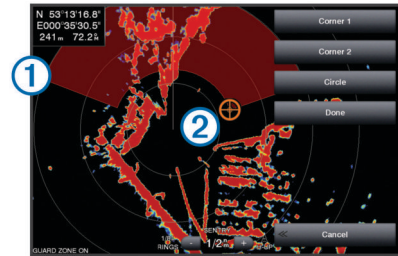 N 53°13'16.8"
E000°35'30.5"
241m 72.2°
Corner 1
Corner 2
Circle
Done
Cancel
1
2
SENTRY
RINGS
- 1/2 +
GUARD ZONE ON